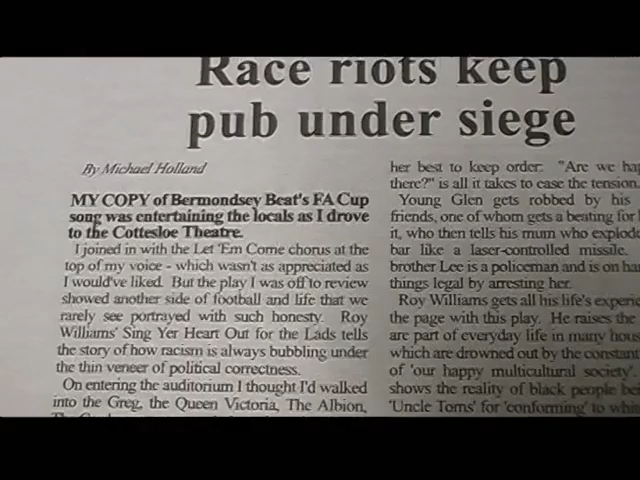 Race riots keep
pub under siege
By Michael Holland
MY COPY of Bermondsey Beat's FA Cup
song was entertaining the locals as I drove
to the Cottesloe Theatre.
I joined in with the Let 'Em Come chorus at the
top of my voice - which wasn't as appreciated as
I would've liked. But the play I was off to review
showed another side of football and life that we
rarely see portrayed with such honesty. Roy
Williams' Sing Yer Heart Out for the Lads tells
the story of how racism is always bubbling under
the thin veneer of political correctness.
On entering the auditorium I thought I'd walked
into the Greg, the Queen Victoria, The Albion,
her best to keep order: "Are we
there?" is all it takes to ease the tension.
Young Glen gets robbed by his
friends, one of whom gets a beating for
it, who then tells his mum who
bar like a laser-controlled missile.
brother Lee is a policeman and is on
things legal by arresting her.
Roy Williams gets all his life's
the page with this play. He raises the
are part of everyday life in many
which are drowned out by the constant
of 'our happy multicultural society'.
shows the reality of black people
'Uncle Toms' for 'conforming' to